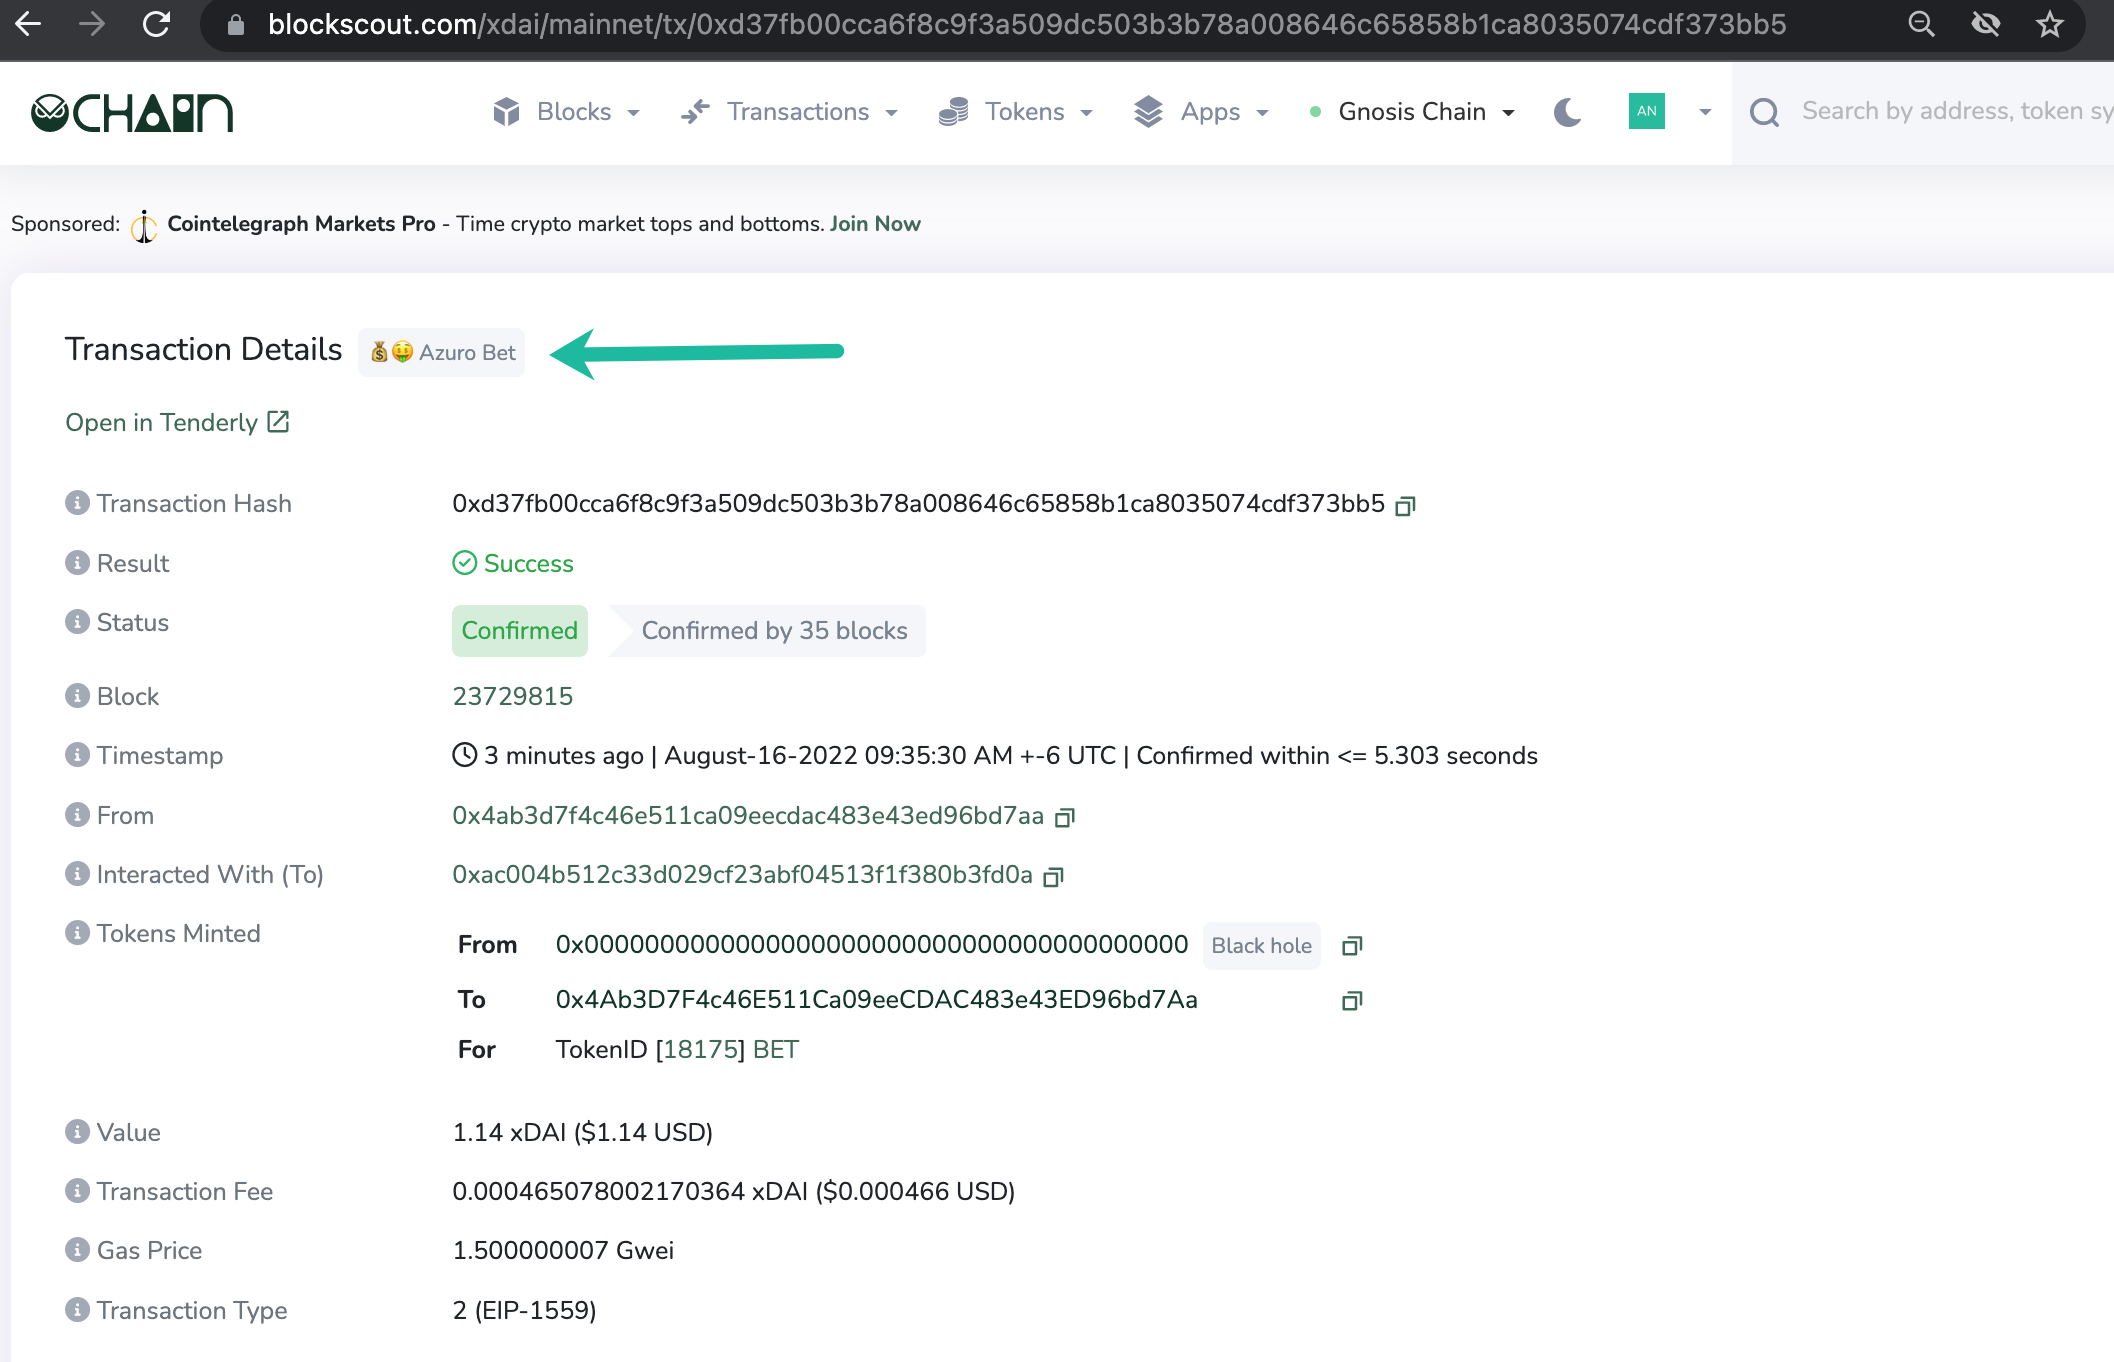 blockscout.com/xdai/mainnet/tx/0xd37fb00cca6f8c9f3a509dc503b3b78a008646c65858b1ca8035074cdf373bb5
CHAIN Blocks Transactions Tokens Apps Gnosis Chain AN Search by address, token sy
Sponsored: Cointelegraph Markets Pro - Time crypto market tops and bottoms. Join Now
Transaction Details 💰🤑 Azuro Bet
Open in Tenderly
Transaction Hash 0xd37fb00cca6f8c9f3a509dc503b3b78a008646c65858b1ca8035074cdf373bb5
Result Success
Status Confirmed Confirmed by 35 blocks
Block 23729815
Timestamp 3 minutes ago | August-16-2022 09:35:30 AM +-6 UTC | Confirmed within <= 5.303 seconds
From 0x4ab3d7f4c46e511ca09eecdac483e43ed96bd7aa
Interacted With (To) 0xac004b512c33d029cf23abf04513f1f380b3fd0a
Tokens Minted From 0x0000000000000000000000000000000000000000 Black hole
To 0x4Ab3D7F4c46E511Ca09eeCDAC483e43ED96bd7Aa
For TokenID [18175] BET
Value 1.14 xDAI ($1.14 USD)
Transaction Fee 0.000465078002170364 xDAI ($0.000466 USD)
Gas Price 1.500000007 Gwei
Transaction Type 2 (EIP-1559)